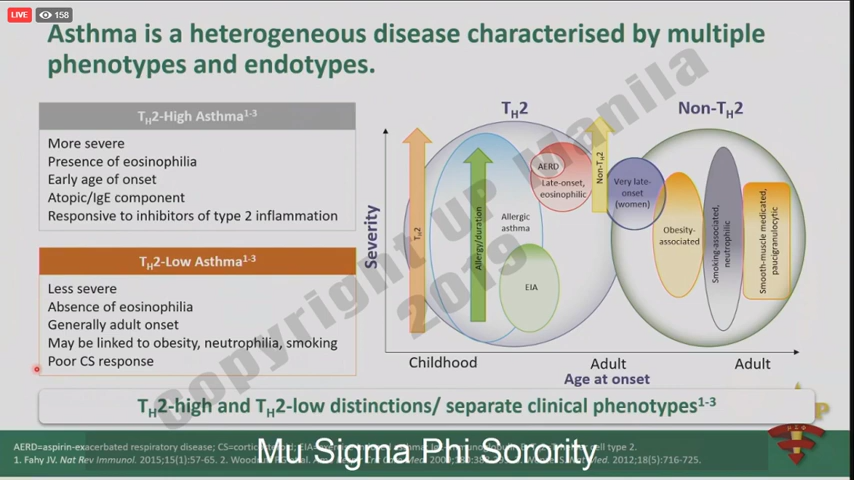 LIVE 158
Asthma is a heterogeneous disease characterised by multiple
phenotypes and endotypes.
TH2-High Asthma1-3
More severe
Presence of eosinophilia
Early age of onset
Atopic/IgE component
Responsive to inhibitors of type 2 inflammation
TH2-Low Asthma1-3
Less severe
Absence of eosinophilia
Generally adult onset
May be linked to obesity, neutrophilia, smoking
Poor CS response
TH2
Non-TH2
Severity
TH2
Allergy/duration
Allergic
asthma
EIA
AERD
Late-onset,
eosinophilic
Non-TH2
Very late-
onset
(women)
Obesity-
associated
Smoking-associated,
neutrophilic
Smooth-muscle medicated,
paucigranulocytic
Childhood
Adult
Adult
Age at onset
Copyright UP Manila
2019
TH2-high and TH2-low distinctions/ separate clinical phenotypes1-3
P
AERD=aspirin-exacerbated respiratory disease; CS=corticosteroid; EIA= cell type 2.
1. Fahy JV. Nat Rev Immunol. 2015;15(1):57-65. 2. Med. 2012;18(5):716-725.
Mu Sigma Phi Sorority